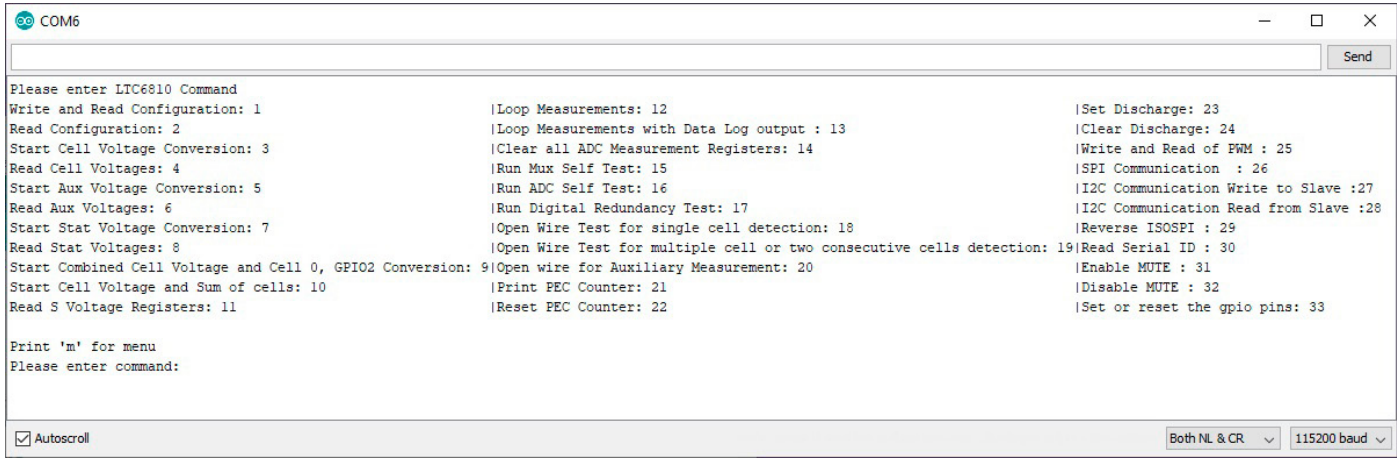 COM6
Send
Please enter LTC6810 Command
Write and Read Configuration: 1 |Loop Measurements: 12 |Set Discharge: 23
Read Configuration: 2 |Loop Measurements with Data Log output : 13 |Clear Discharge: 24
Start Cell Voltage Conversion: 3 |Clear all ADC Measurement Registers: 14 |Write and Read of PWM : 25
Read Cell Voltages: 4 |Run Mux Self Test: 15 |SPI Communication  : 26
Start Aux Voltage Conversion: 5 |Run ADC Self Test: 16 |I2C Communication Write to Slave :27
Read Aux Voltages: 6 |Run Digital Redundancy Test: 17 |I2C Communication Read from Slave :28
Start Stat Voltage Conversion: 7 |Open Wire Test for single cell detection: 18 |Reverse ISOSPI : 29
Read Stat Voltages: 8 |Open Wire Test for multiple cell or two consecutive cells detection: 19|Read Serial ID : 30
Start Combined Cell Voltage and Cell 0, GPIO2 Conversion: 9|Open wire for Auxiliary Measurement: 20 |Enable MUTE : 31
Start Cell Voltage and Sum of cells: 10 |Print PEC Counter: 21 |Disable MUTE : 32
Read S Voltage Registers: 11 |Reset PEC Counter: 22 |Set or reset the gpio pins: 33
Print 'm' for menu
Please enter command:
Autoscroll Both NL & CR 115200 baud